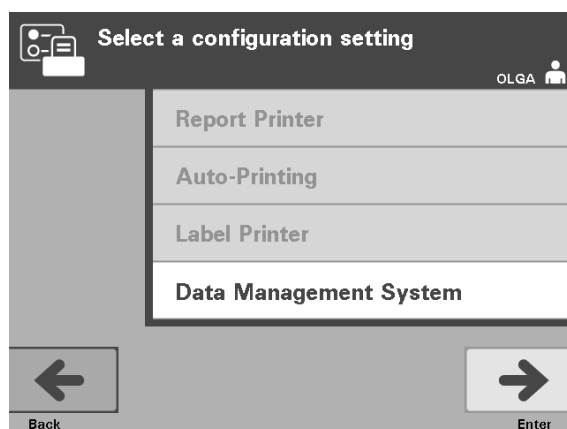 Select a configuration setting
OLGA
Report Printer
Auto-Printing
Label Printer
Data Management System
Back
Enter